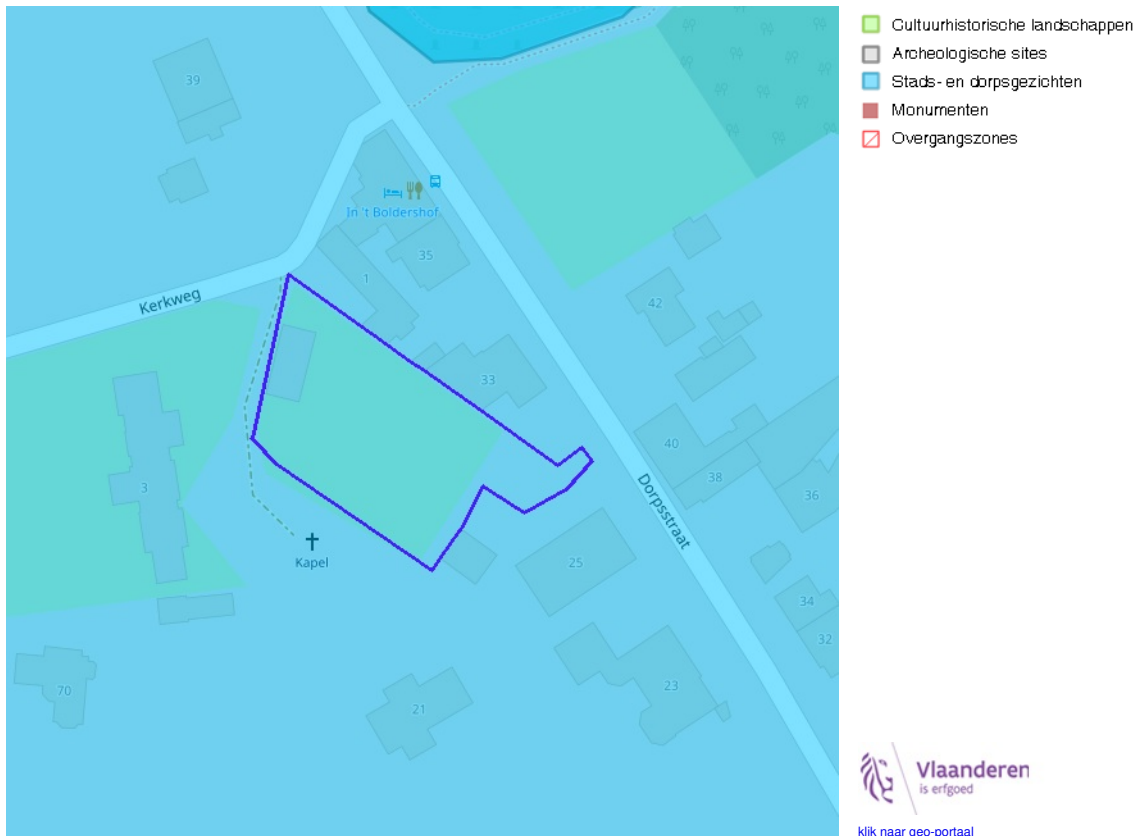 39
In 't Boldershof
35
1
Kerkweg
42
33
40
38
36
3
Dorpsstraat
Kapel
25
34
32
70
21
23
Cultuurhistorische landschappen
Archeologische sites
Stads- en dorpsgezichten
Monumenten
Overgangszones
Vlaanderen
is erfgoed
klik naar geo-portaal